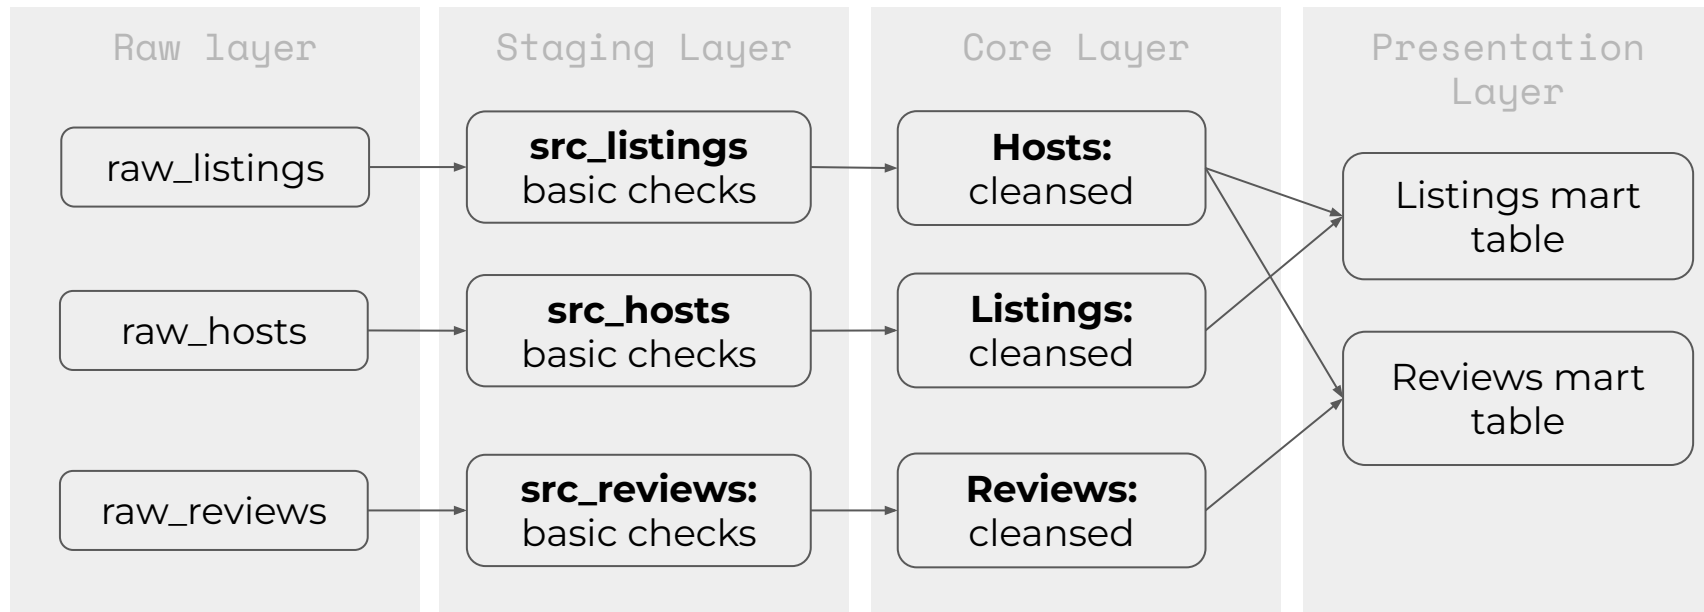 Raw layer
Staging Layer
Core Layer
Presentation
Layer
raw_listings
src_listings
basic checks
Hosts:
cleansed
Listings mart
table
raw_hosts
src_hosts
basic checks
Listings:
cleansed
Reviews mart
table
raw_reviews
src_reviews:
basic checks
Reviews:
cleansed